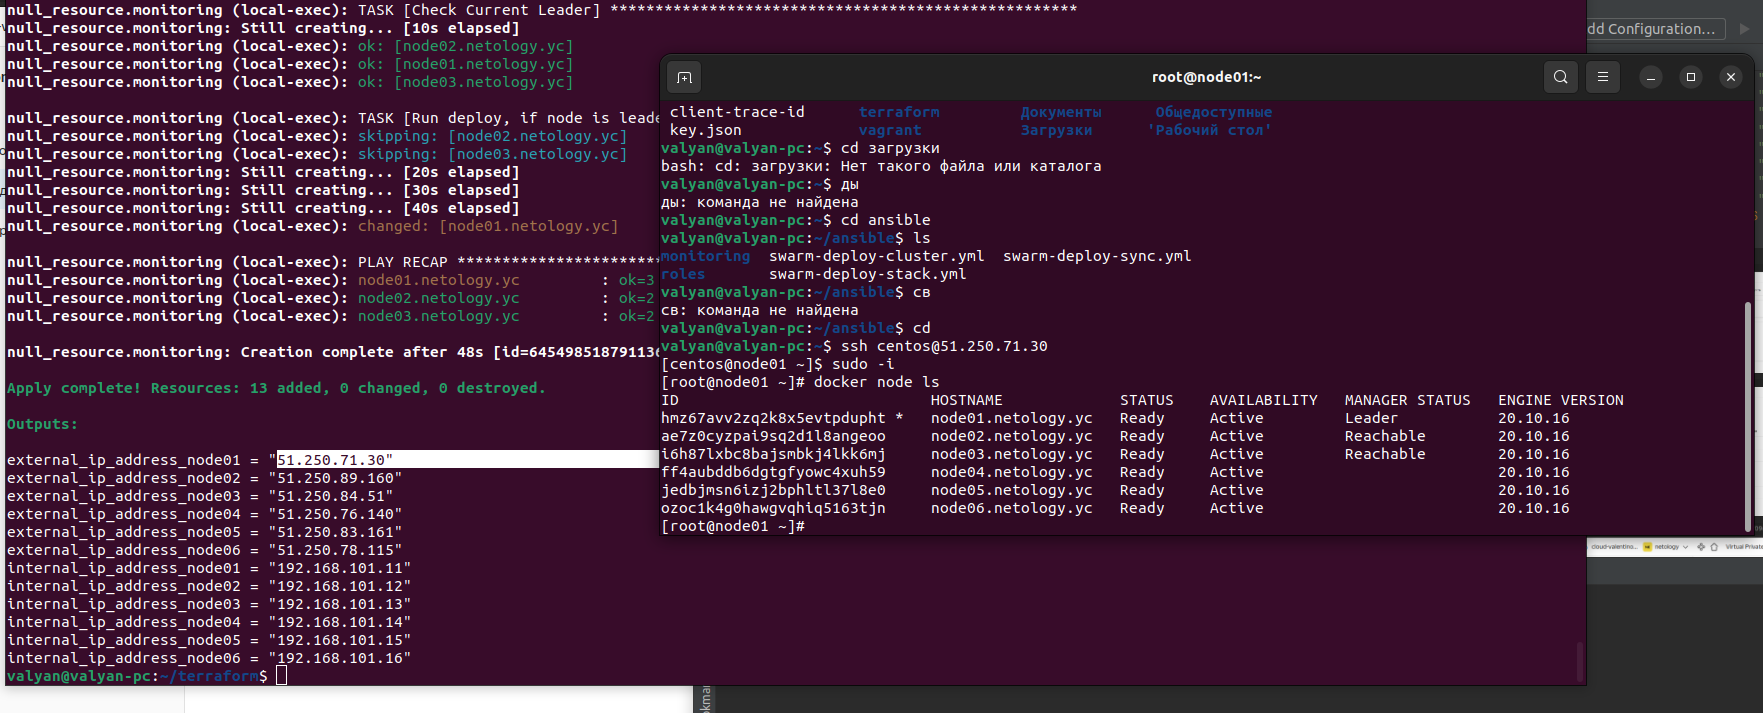 null_resource.monitoring (local-exec): TASK [Check Current Leader] ****************************************************
null_resource.monitoring: Still creating... [10s elapsed]
null_resource.monitoring (local-exec): ok: [node02.netology.yc]
null_resource.monitoring (local-exec): ok: [node01.netology.yc]
null_resource.monitoring (local-exec): ok: [node03.netology.yc]
null_resource.monitoring (local-exec): TASK [Run deploy, if node is leade
null_resource.monitoring (local-exec): skipping: [node02.netology.yc]
null_resource.monitoring (local-exec): skipping: [node03.netology.yc]
null_resource.monitoring: Still creating... [20s elapsed]
null_resource.monitoring: Still creating... [30s elapsed]
null_resource.monitoring: Still creating... [40s elapsed]
null_resource.monitoring (local-exec): changed: [node01.netology.yc]
null_resource.monitoring (local-exec): PLAY RECAP ***********************
null_resource.monitoring (local-exec): node01.netology.yc : ok=3
null_resource.monitoring (local-exec): node02.netology.yc : ok=2
null_resource.monitoring (local-exec): node03.netology.yc : ok=2
null_resource.monitoring: Creation complete after 48s [id=645498518791136
Apply complete! Resources: 13 added, 0 changed, 0 destroyed.
Outputs:
external_ip_address_node01 = "51.250.71.30"
external_ip_address_node02 = "51.250.89.160"
external_ip_address_node03 = "51.250.84.51"
external_ip_address_node04 = "51.250.76.140"
external_ip_address_node05 = "51.250.83.161"
external_ip_address_node06 = "51.250.78.115"
internal_ip_address_node01 = "192.168.101.11"
internal_ip_address_node02 = "192.168.101.12"
internal_ip_address_node03 = "192.168.101.13"
internal_ip_address_node04 = "192.168.101.14"
internal_ip_address_node05 = "192.168.101.15"
internal_ip_address_node06 = "192.168.101.16"
valyan@valyan-pc:~/terraform$
root@node01:~
client-trace-id terraform Документы Общедоступные
key.json vagrant Загрузки 'Рабочий стол'
valyan@valyan-pc:~$ cd загрузки
bash: cd: загрузки: Нет такого файла или каталога
valyan@valyan-pc:~$ ды
ды: команда не найдена
valyan@valyan-pc:~$ cd ansible
valyan@valyan-pc:~/ansible$ ls
monitoring swarm-deploy-cluster.yml swarm-deploy-sync.yml
roles swarm-deploy-stack.yml
valyan@valyan-pc:~/ansible$ св
св: команда не найдена
valyan@valyan-pc:~/ansible$ cd
valyan@valyan-pc:~$ ssh centos@51.250.71.30
[centos@node01 ~]$ sudo -i
[root@node01 ~]# docker node ls
ID HOSTNAME STATUS AVAILABILITY MANAGER STATUS ENGINE VERSION
hmz67avv2zq2k8x5evtpdupht * node01.netology.yc Ready Active Leader 20.10.16
ae7z0cyzpai9sq2d1l8angeoo node02.netology.yc Ready Active Reachable 20.10.16
i6h87lxbc8bajsmbkj4lkk6mj node03.netology.yc Ready Active Reachable 20.10.16
ff4aubddb6dgtgfyowc4xuh59 node04.netology.yc Ready Active 20.10.16
jedbjmsn6izj2bphltl37l8e0 node05.netology.yc Ready Active 20.10.16
ozoc1k4g0hawgvqhiq5163tjn node06.netology.yc Ready Active 20.10.16
[root@node01 ~]#
dd Configuration...
cloud-valentino... netology Virtual Private
okmar